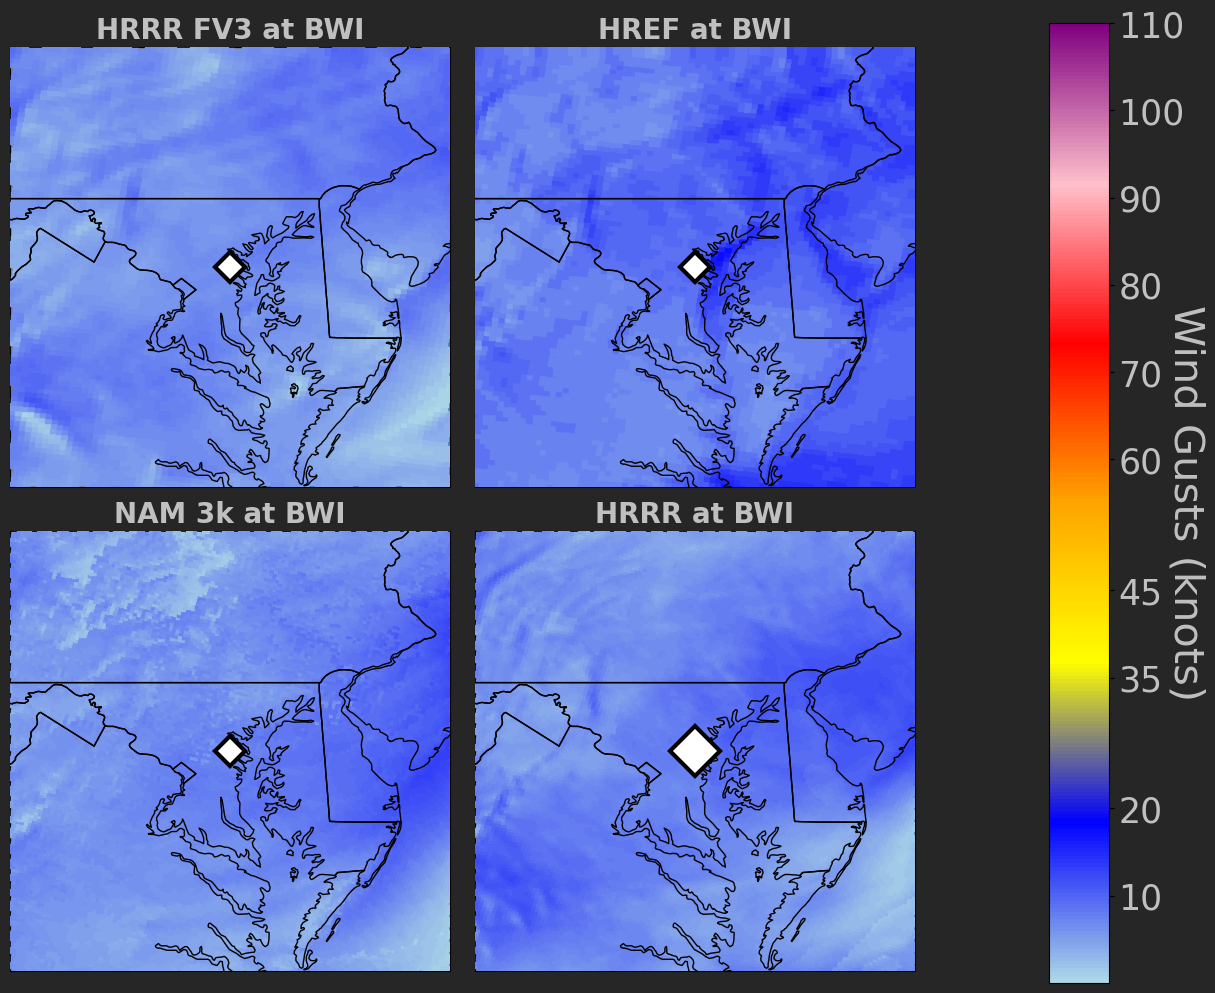 HRRR FV3 at BWI
HREF at BWI
NAM 3k at BWI
HRRR at BWI
110
100
90
80
70
60
45
35
20
10
Wind Gusts (knots)